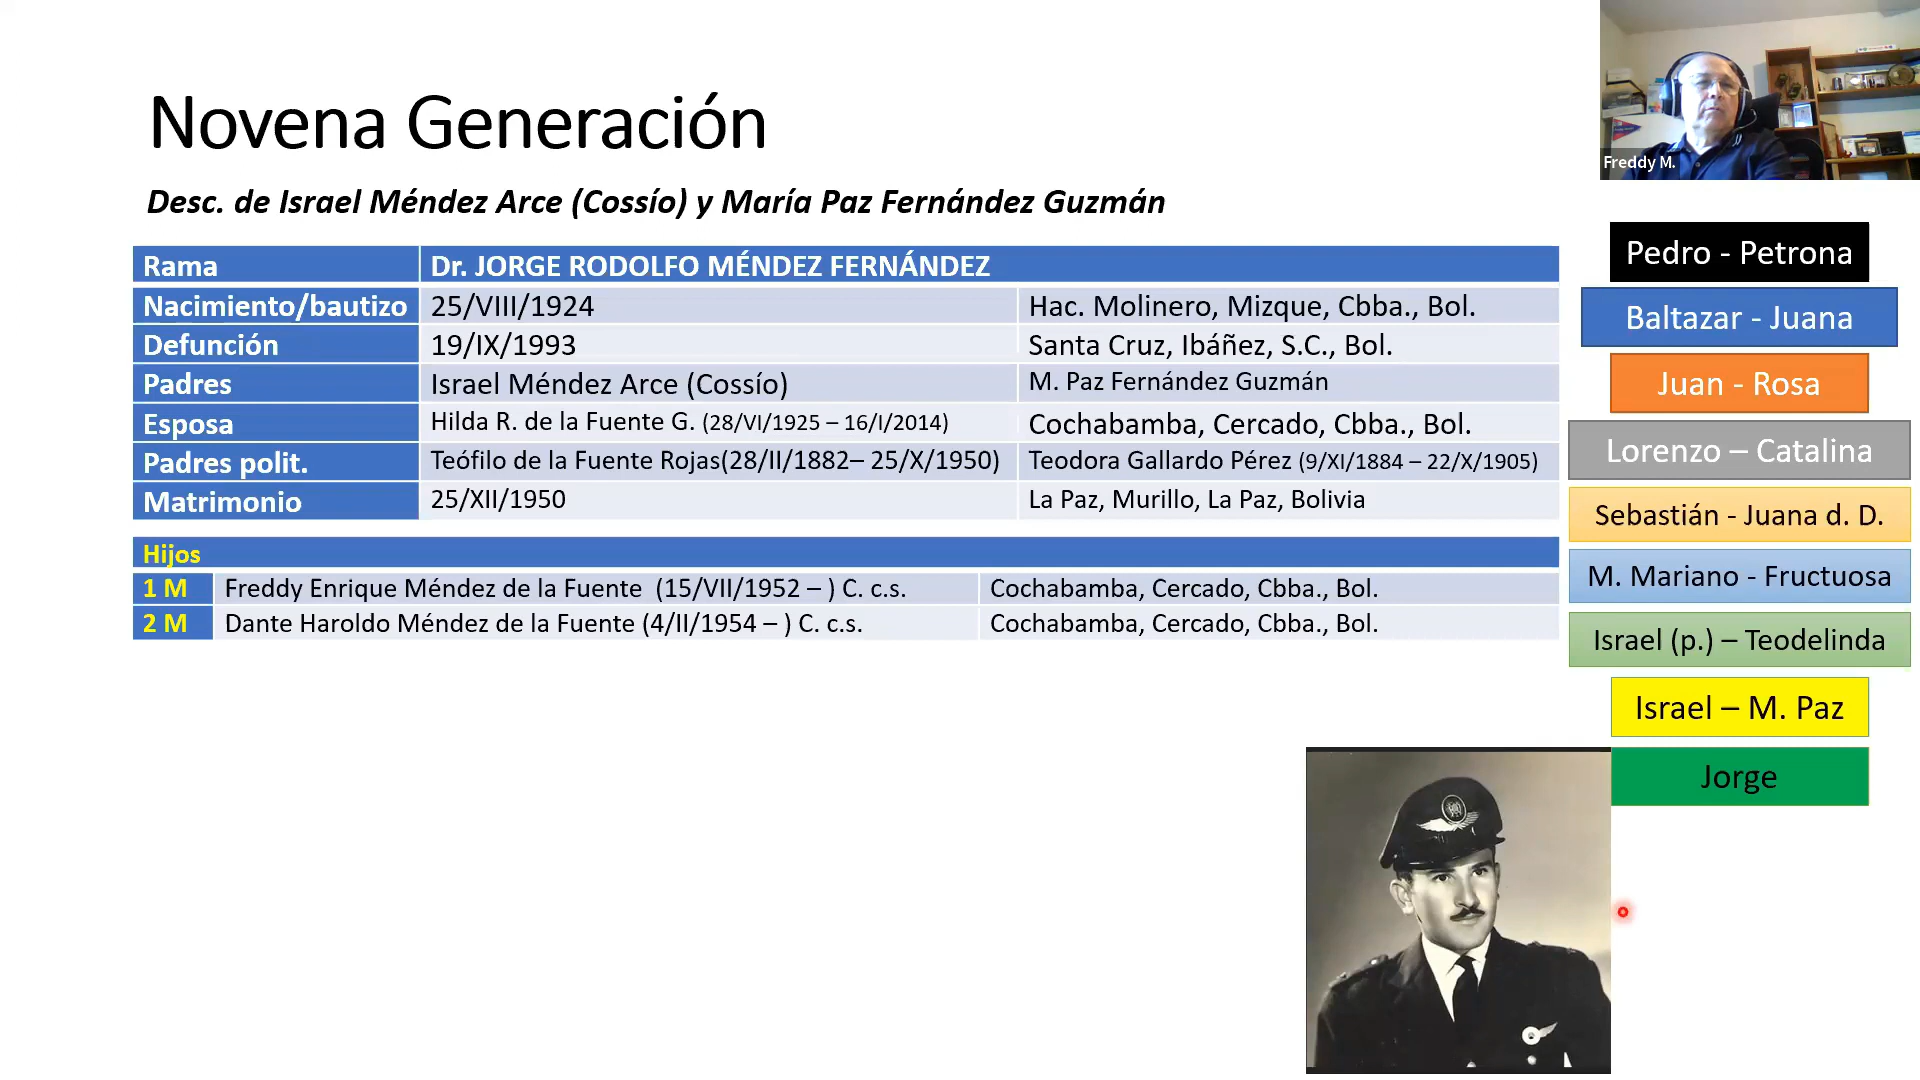 Novena Generación
Desc. de Israel Méndez Arce (Cossío) y María Paz Fernández Guzmán
Rama Dr. JORGE RODOLFO MÉNDEZ FERNÁNDEZ
Nacimiento/bautizo 25/VIII/1924 Hac. Molinero, Mizque, Cbba., Bol.
Defunción 19/IX/1993 Santa Cruz, Ibáñez, S.C., Bol.
Padres Israel Méndez Arce (Cossío) M. Paz Fernández Guzmán
Esposa Hilda R. de la Fuente G. (28/VI/1925 – 16/I/2014) Cochabamba, Cercado, Cbba., Bol.
Padres polit. Teófilo de la Fuente Rojas(28/II/1882– 25/X/1950) Teodora Gallardo Pérez (9/XI/1884 – 22/X/1905)
Matrimonio 25/XII/1950 La Paz, Murillo, La Paz, Bolivia
Hijos
1 M Freddy Enrique Méndez de la Fuente (15/VII/1952 – ) C. c.s. Cochabamba, Cercado, Cbba., Bol.
2 M Dante Haroldo Méndez de la Fuente (4/II/1954 – ) C. c.s. Cochabamba, Cercado, Cbba., Bol.
Freddy M.
Pedro - Petrona
Baltazar - Juana
Juan - Rosa
Lorenzo – Catalina
Sebastián - Juana d. D.
M. Mariano - Fructuosa
Israel (p.) – Teodelinda
Israel – M. Paz
Jorge